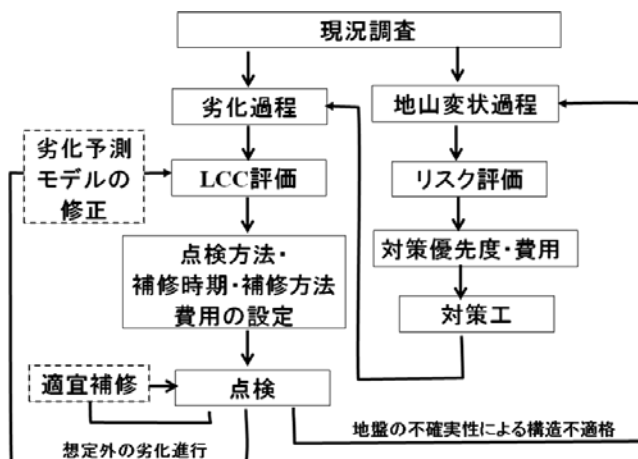 現況調査
劣化過程
地山変状過程
劣化予測
モデルの
修正
LCC評価
リスク評価
点検方法・
補修時期・補修方法
費用の設定
対策優先度・費用
対策工
適宜補修
点検
地盤の不確実性による構造不適格
想定外の劣化進行